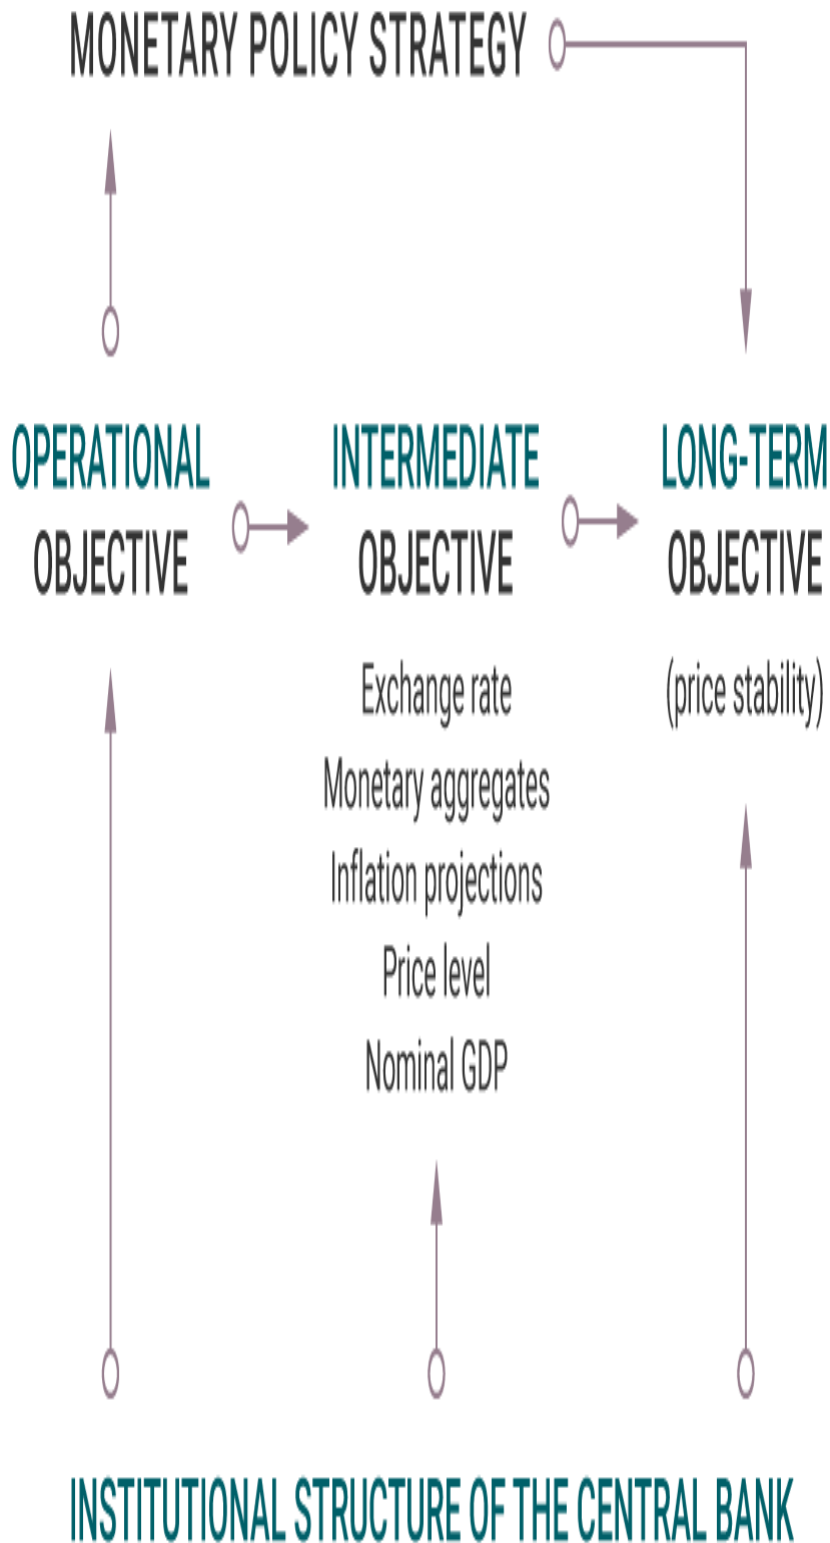 MONETARY POLICY STRATEGY
OPERATIONAL
OBJECTIVE
INTERMEDIATE
OBJECTIVE
Exchange rate
Monetary aggregates
Inflation projections
Price level
Nominal GDP
LONG-TERM
OBJECTIVE
(price stability)
INSTITUTIONAL STRUCTURE OF THE CENTRAL BANK